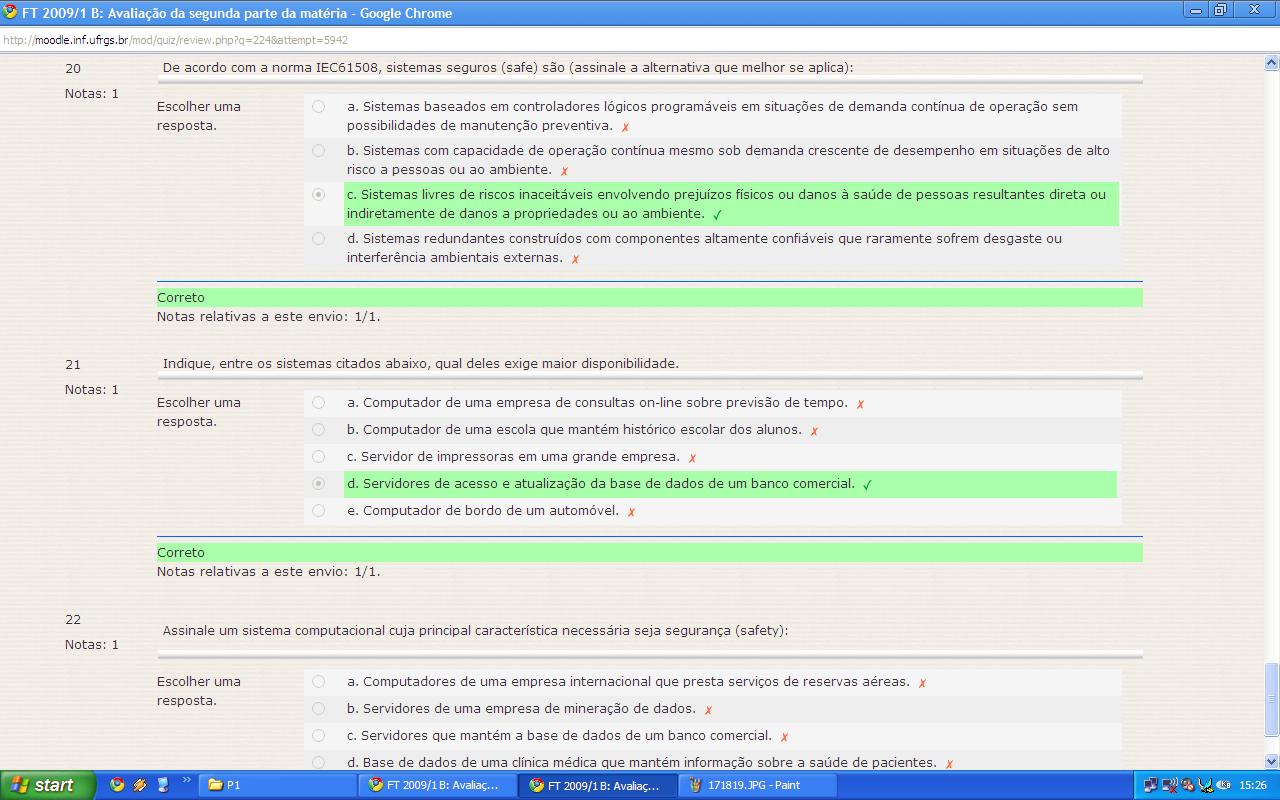 FT 2009/1 B: Avaliação da segunda parte da matéria - Google Chrome
http://moodle.inf.ufrgs.br/mod/quiz/review.php?q=224&attempt=5942
20
Notas: 1
De acordo com a norma IEC61508, sistemas seguros (safe) são (assinale a alternativa que melhor se aplica):
Escolher uma
resposta.
a. Sistemas baseados em controladores lógicos programáveis em situações de demanda contínua de operação sem
possibilidades de manutenção preventiva. ✗
b. Sistemas com capacidade de operação contínua mesmo sob demanda crescente de desempenho em situações de alto
risco a pessoas ou ao ambiente. ✗
c. Sistemas livres de riscos inaceitáveis envolvendo prejuízos físicos ou danos à saúde de pessoas resultantes direta ou
indiretamente de danos a propriedades ou ao ambiente. ✓
d. Sistemas redundantes construídos com componentes altamente confiáveis que raramente sofrem desgaste ou
interferência ambientais externas. ✗
Correto
Notas relativas a este envio: 1/1.
21
Notas: 1
Indique, entre os sistemas citados abaixo, qual deles exige maior disponibilidade.
Escolher uma
resposta.
a. Computador de uma empresa de consultas on-line sobre previsão de tempo. ✗
b. Computador de uma escola que mantém histórico escolar dos alunos. ✗
c. Servidor de impressoras em uma grande empresa. ✗
d. Servidores de acesso e atualização da base de dados de um banco comercial. ✓
e. Computador de bordo de um automóvel. ✗
Correto
Notas relativas a este envio: 1/1.
22
Notas: 1
Assinale um sistema computacional cuja principal característica necessária seja segurança (safety):
Escolher uma
resposta.
a. Computadores de uma empresa internacional que presta serviços de reservas aéreas. ✗
b. Servidores de uma empresa de mineração de dados. ✗
c. Servidores que mantém a base de dados de um banco comercial. ✗
d. Base de dados de uma clínica médica que mantém informação sobre a saúde de pacientes. ✗
start
P1
FT 2009/1 B: Avaliaç...
FT 2009/1 B: Avaliaç...
171819.JPG - Paint
15:26